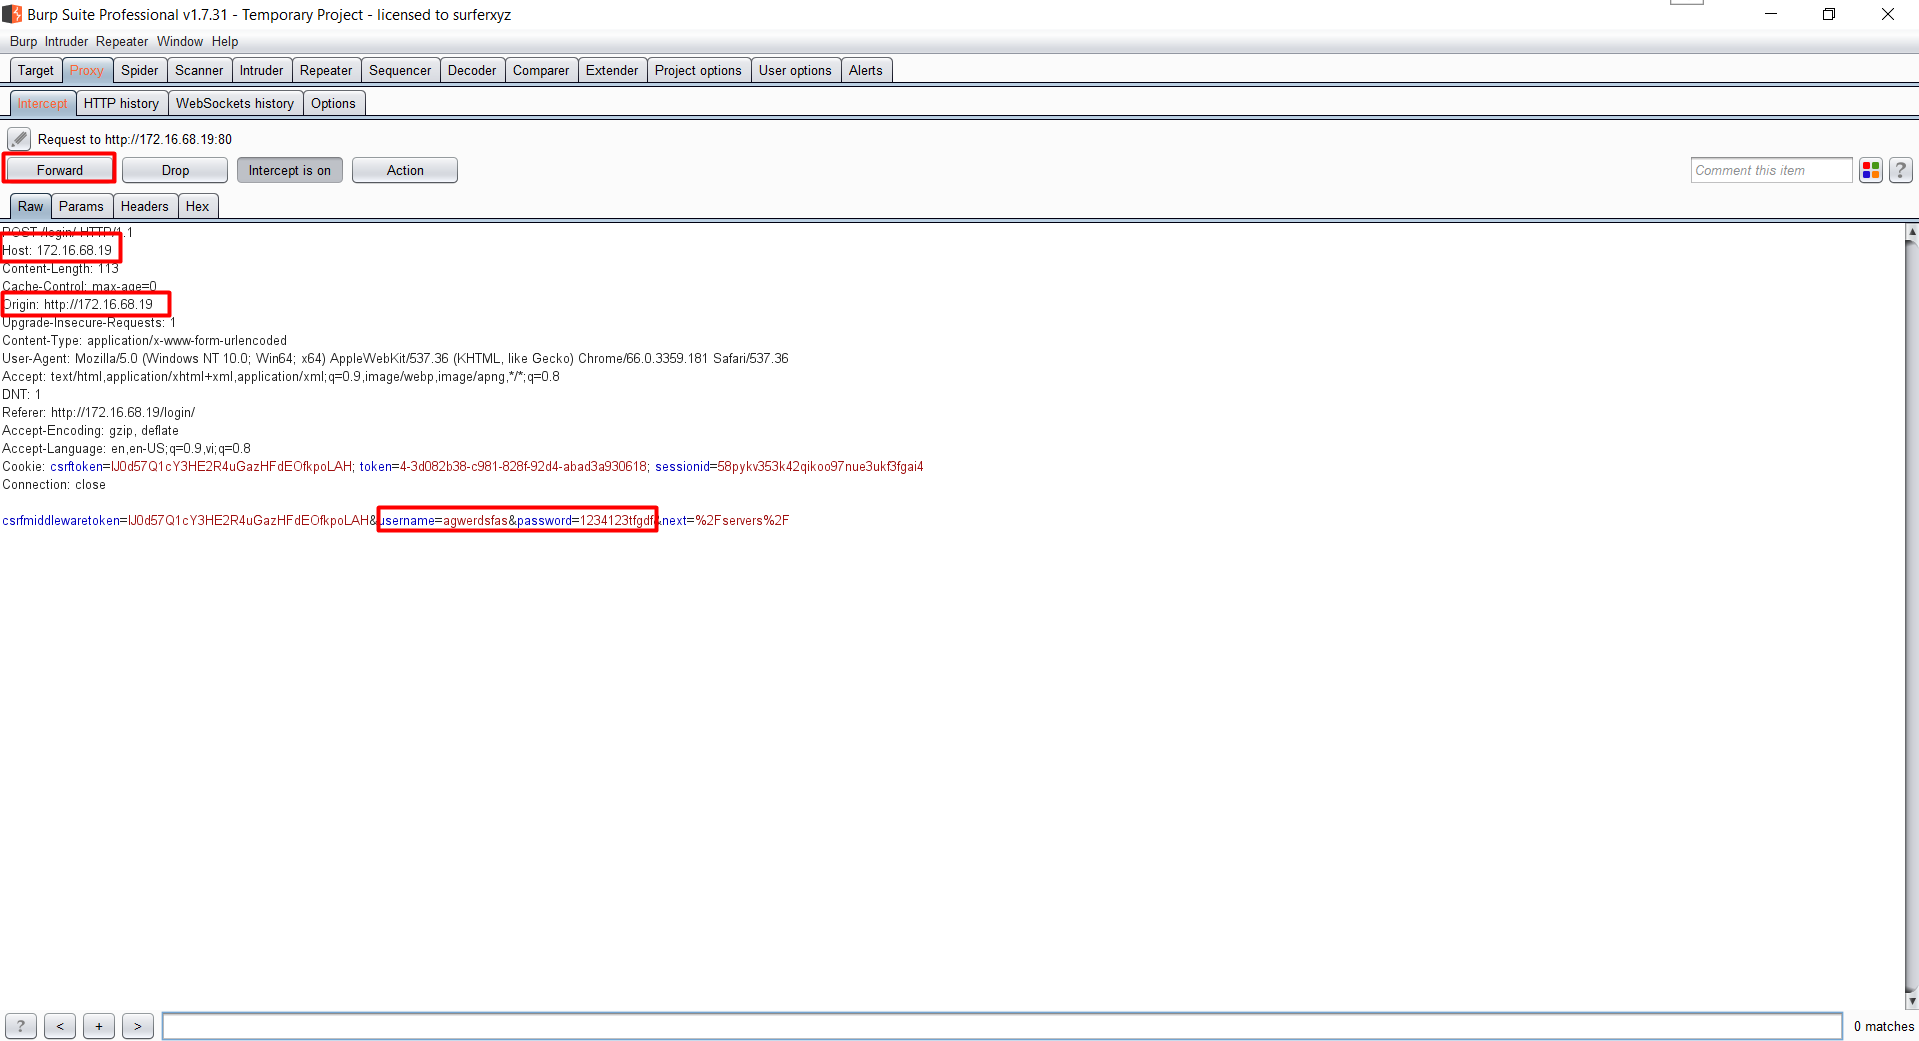 Burp Suite Professional v1.7.31 - Temporary Project - licensed to surferxyz
Burp Intruder Repeater Window Help
Target Proxy Spider Scanner Intruder Repeater Sequencer Decoder Comparer Extender Project options User options Alerts
Intercept HTTP history WebSockets history Options
Request to http://172.16.68.19:80
Forward Drop Intercept is on Action Comment this item ?
Raw Params Headers Hex
POST /login/ HTTP/1.1
Host: 172.16.68.19
Content-Length: 113
Cache-Control: max-age=0
Origin: http://172.16.68.19
Upgrade-Insecure-Requests: 1
Content-Type: application/x-www-form-urlencoded
User-Agent: Mozilla/5.0 (Windows NT 10.0; Win64; x64) AppleWebKit/537.36 (KHTML, like Gecko) Chrome/66.0.3359.181 Safari/537.36
Accept: text/html,application/xhtml+xml,application/xml;q=0.9,image/webp,image/apng,*/*;q=0.8
DNT: 1
Referer: http://172.16.68.19/login/
Accept-Encoding: gzip, deflate
Accept-Language: en,en-US;q=0.9,vi;q=0.8
Cookie: csrftoken=IJ0d57Q1cY3HE2R4uGazHFdEOfkpoLAH; token=4-3d082b38-c981-828f-92d4-abad3a930618; sessionid=58pykv353k42qikoo97nue3ukf3fgai4
Connection: close
csrfmiddlewaretoken=IJ0d57Q1cY3HE2R4uGazHFdEOfkpoLAH&username=agwerdsfas&password=1234123tfgdf&next=%2Fservers%2F
? < + > 0 matches